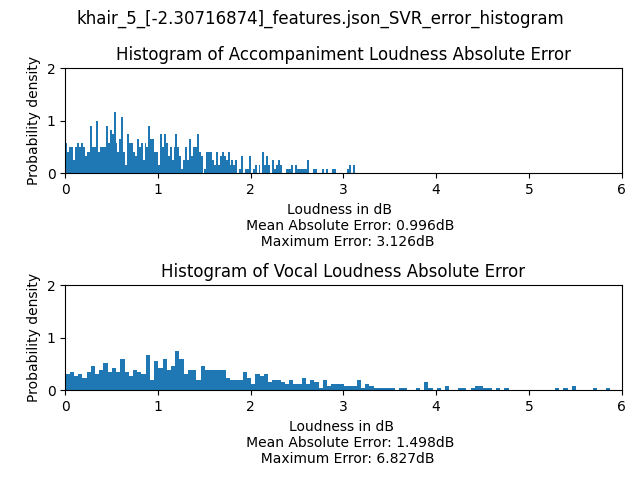 khair_5_[-2.30716874]_features.json_SVR_error_histogram
Histogram of Accompaniment Loudness Absolute Error
Probability density
2
1
0
0 1 2 3 4 5 6
Loudness in dB
Mean Absolute Error: 0.996dB
Maximum Error: 3.126dB
Histogram of Vocal Loudness Absolute Error
Probability density
2
1
0
0 1 2 3 4 5 6
Loudness in dB
Mean Absolute Error: 1.498dB
Maximum Error: 6.827dB